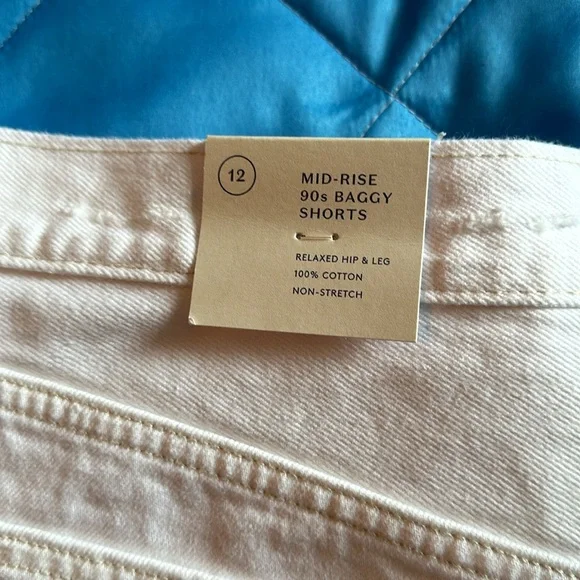 12
MID-RISE
90s BAGGY
SHORTS
RELAXED HIP & LEG
100% COTTON
NON-STRETCH